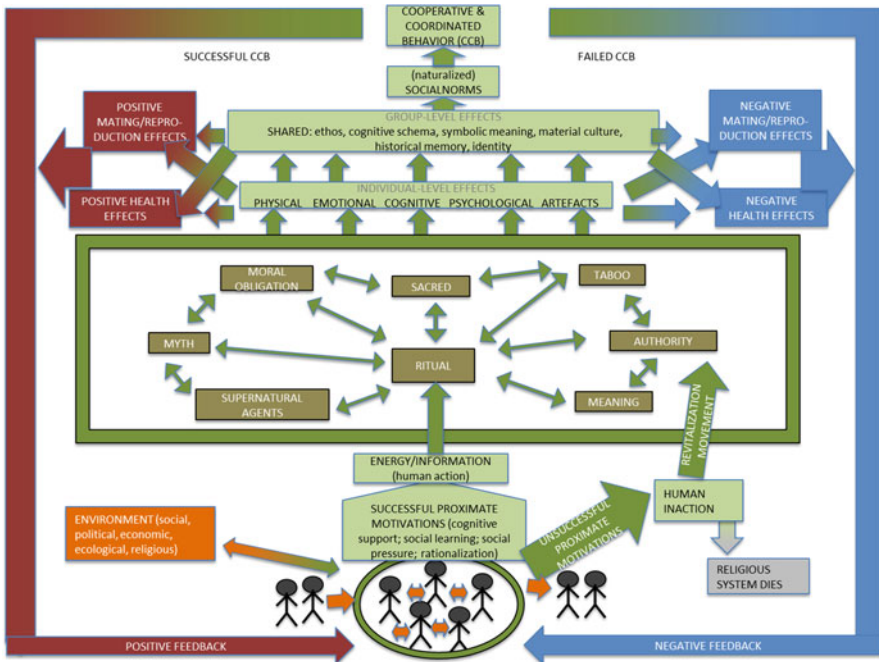 COOPERATIVE &
COORDINATED
BEHAVIOR (CCB)
SUCCESSFUL CCB
FAILED CCB
(naturalized)
SOCIALNORMS
POSITIVE
MATING/REPRO-
DUCTION EFFECTS
GROUP-LEVEL EFFECTS
SHARED: ethos, cognitive schema, symbolic meaning, material culture,
historical memory, identity
NEGATIVE
MATING/REPRO-
DUCTION EFFECTS
POSITIVE HEALTH
EFFECTS
INDIVIDUAL-LEVEL EFFECTS
PHYSICAL EMOTIONAL COGNITIVE PSYCHOLOGICAL ARTEFACTS
NEGATIVE
HEALTH EFFECTS
MORAL
OBLIGATION
SACRED
TABOO
MYTH
RITUAL
AUTHORITY
SUPERNATURAL
AGENTS
MEANING
REVITALIZATION
MOVEMENT
ENERGY/INFORMATION
(human action)
ENVIRONMENT (social,
political, economic,
ecological, religious)
SUCCESSFUL PROXIMATE
MOTIVATIONS (cognitive
support; social learning; social
pressure; rationalization)
UNSUCCESSFUL
PROXIMATE
MOTIVATIONS
HUMAN
INACTION
RELIGIOUS
SYSTEM DIES
POSITIVE FEEDBACK
NEGATIVE FEEDBACK